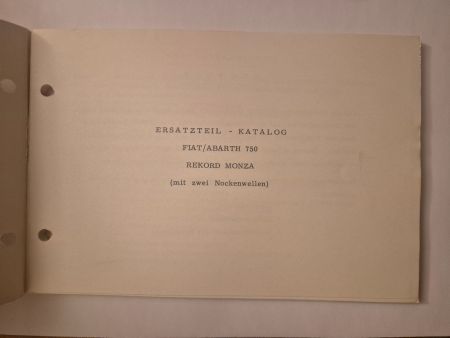 ERSATZTEIL - KATALOG
FIAT/ABARTH 750
REKORD MONZA
(mit zwei Nockenwellen)